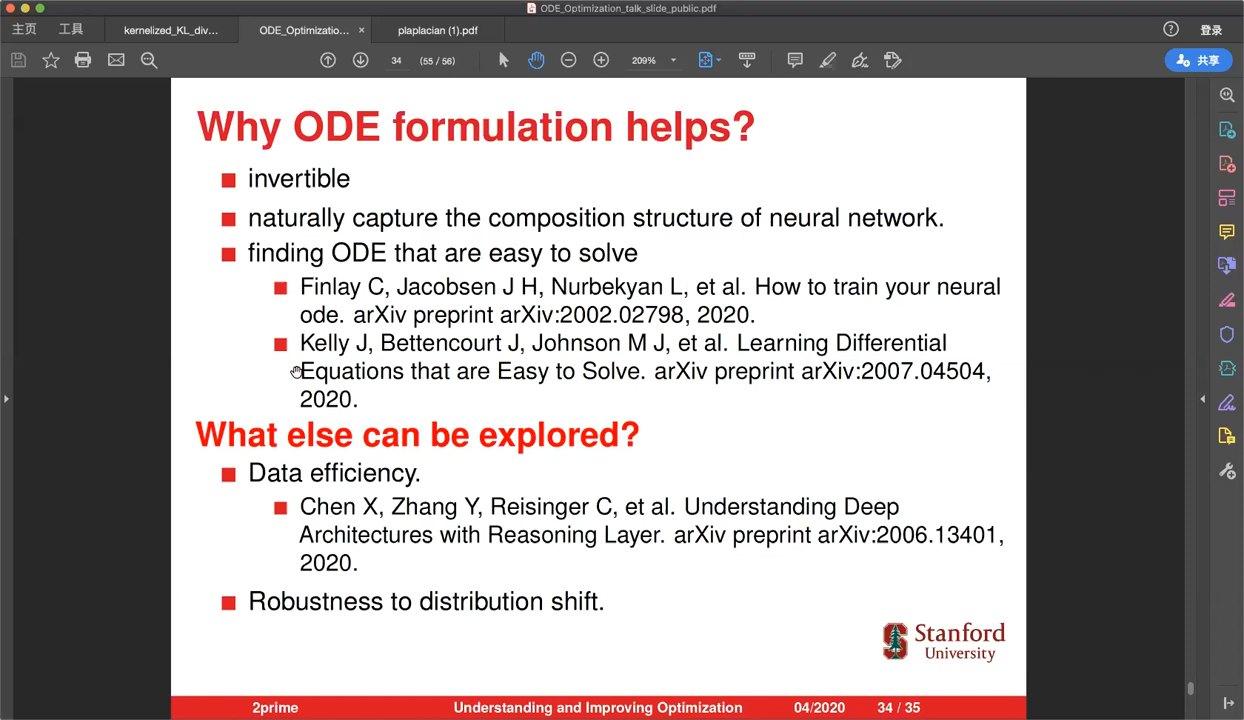 ODE_Optimization_talk_slide_public.pdf
主页 工具 kernelized_KL_div... ODE_Optimizatio... × plaplacian (1).pdf ? 登录
34 (55 / 56) 209% 共享
Why ODE formulation helps?
invertible
naturally capture the composition structure of neural network.
finding ODE that are easy to solve
Finlay C, Jacobsen J H, Nurbekyan L, et al. How to train your neural
ode. arXiv preprint arXiv:2002.02798, 2020.
Kelly J, Bettencourt J, Johnson M J, et al. Learning Differential
Equations that are Easy to Solve. arXiv preprint arXiv:2007.04504,
2020.
What else can be explored?
Data efficiency.
Chen X, Zhang Y, Reisinger C, et al. Understanding Deep
Architectures with Reasoning Layer. arXiv preprint arXiv:2006.13401,
2020.
Robustness to distribution shift.
Stanford
University
2prime Understanding and Improving Optimization 04/2020 34 / 35